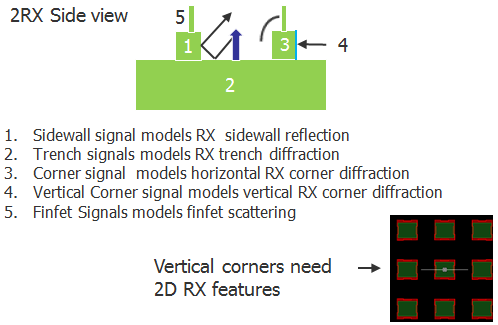 2RX Side view
5
1
3
4
2
1. Sidewall signal models RX sidewall reflection
2. Trench signals models RX trench diffraction
3. Corner signal models horizontal RX corner diffraction
4. Vertical Corner signal models vertical RX corner diffraction
5. Finfet Signals models finfet scattering
Vertical corners need
2D RX features